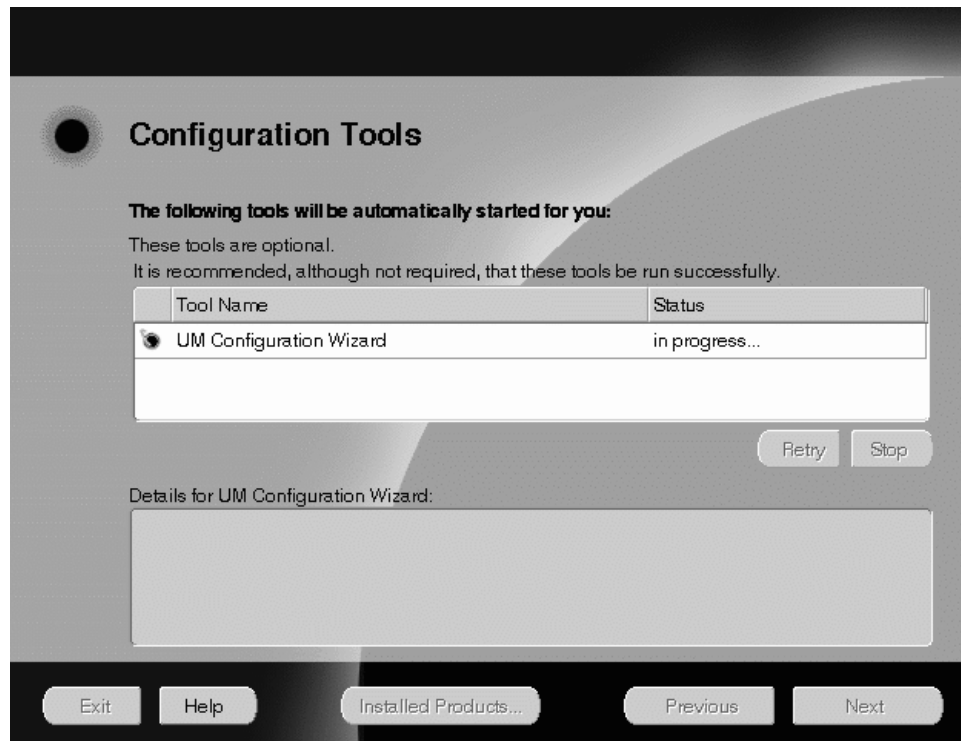 Configuration Tools
The following tools will be automatically started for you:
These tools are optional.
It is recommended, although not required, that these tools be run successfully.
Tool Name Status
UM Configuration Wizard in progress...
Retry Stop
Details for UM Configuration Wizard:
Exit Help Installed Products... Previous Next